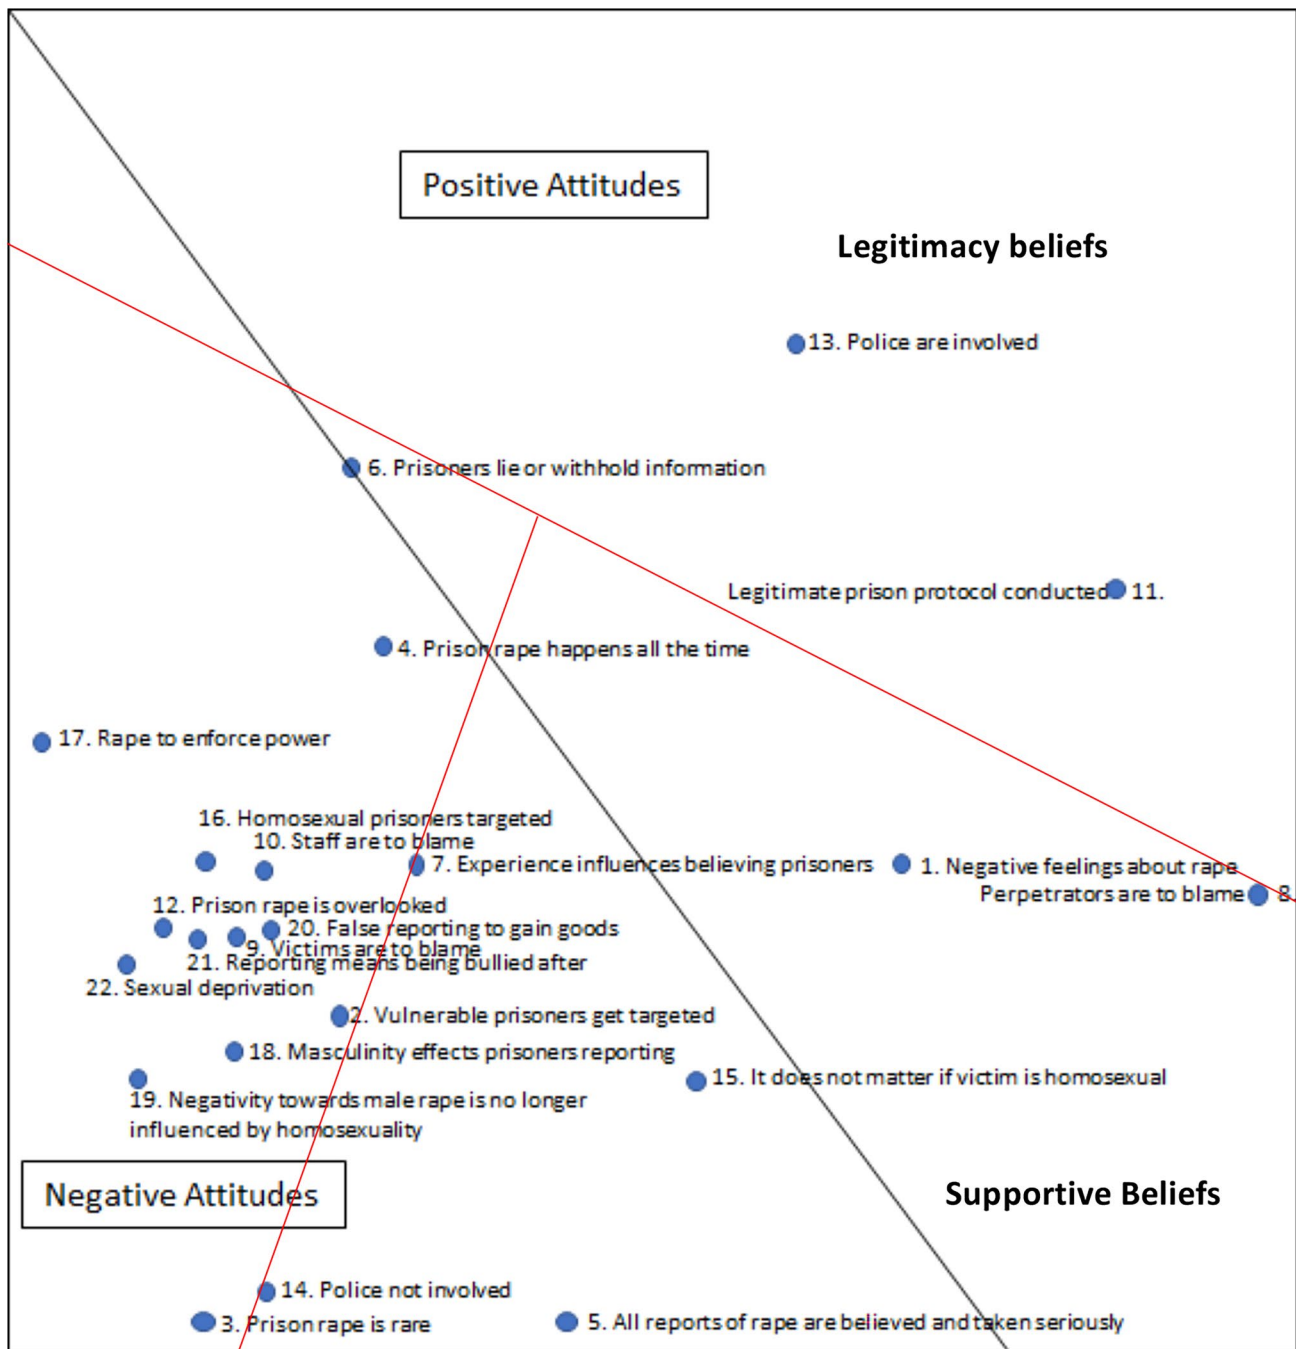 Positive Attitudes
Legitimacy beliefs
13. Police are involved
6. Prisoners lie or withhold information
Legitimate prison protocol conducted 11.
4. Prison rape happens all the time
17. Rape to enforce power
16. Homosexual prisoners targeted
10. Staff are to blame
7. Experience influences believing prisoners
1. Negative feelings about rape
Perpetrators are to blame 8.
12. Prison rape is overlooked
20. False reporting to gain goods
9. Victims are to blame
21. Reporting means being bullied after
22. Sexual deprivation
2. Vulnerable prisoners get targeted
18. Masculinity effects prisoners reporting
15. It does not matter if victim is homosexual
19. Negativity towards male rape is no longer
influenced by homosexuality
Negative Attitudes
Supportive Beliefs
14. Police not involved
3. Prison rape is rare
5. All reports of rape are believed and taken seriously